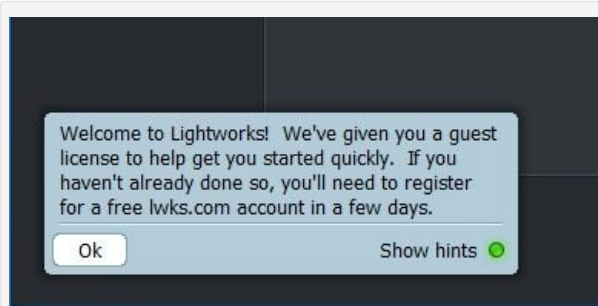 Welcome to Lightworks!  We've given you a guest
license to help get you started quickly.  If you
haven't already done so, you'll need to register
for a free lwks.com account in a few days.
Ok
Show hints